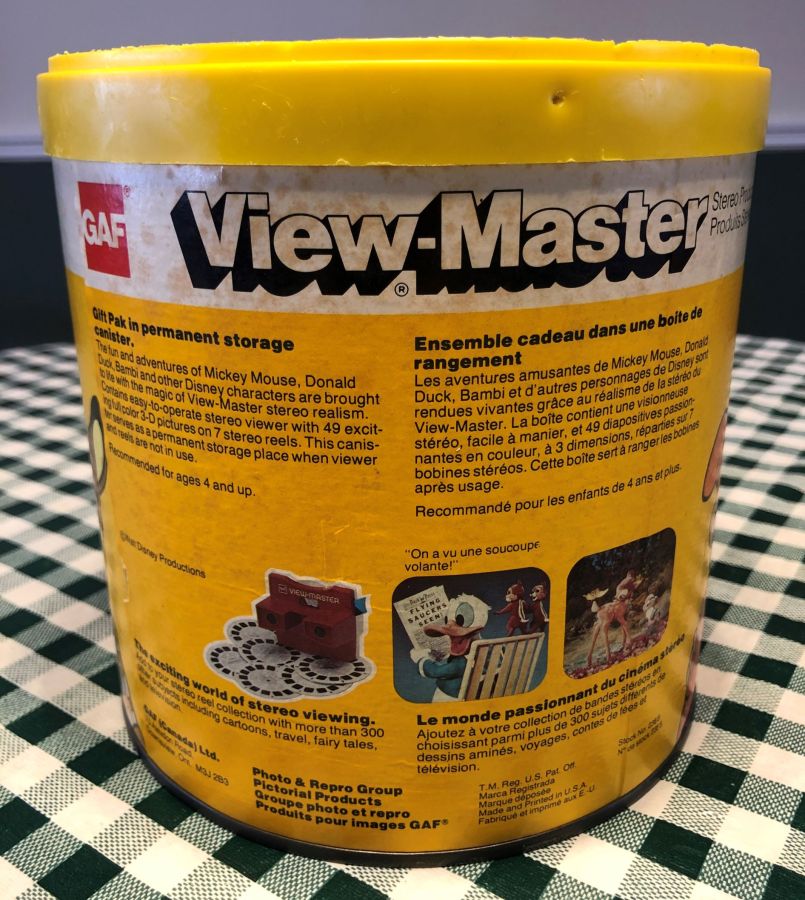 GAF®
View-Master®
Stereo
Produits
Gift Pak in permanent storage
canister.
The fun and adventures of Mickey Mouse, Donald
Duck, Bambi and other Disney characters are brought
to life with the magic of View-Master stereo realism.
Contains easy-to-operate stereo viewer with 49 excit-
ing full color 3-D pictures on 7 stereo reels. This canis-
ter serves as a permanent storage place when viewer
and reels are not in use.
Recommended for ages 4 and up.
©Walt Disney Productions
Ensemble cadeau dans une boîte de
rangement
Les aventures amusantes de Mickey Mouse, Donald
Duck, Bambi et d'autres personnages de Disney sont
rendues vivantes grâce au réalisme de la stéréo du
View-Master. La boîte contient une visionneuse
stéréo, facile à manier, et 49 diapositives passion-
nantes en couleur, à 3 dimensions, réparties sur 7
bobines stéréos. Cette boîte sert à ranger les bobines
après usage.
Recommandé pour les enfants de 4 ans et plus.
"On a vu une soucoupe
volante!"
VIEW-MASTER
FLYING
SAUCERS
SEEN!
The exciting world of stereo viewing.
Add to your stereo reel collection with more than 300
other subjects including cartoons, travel, fairy tales,
and television.
GAF (Canada) Ltd.
Road,
Ont. M3J 2B3
Photo & Repro Group
Pictorial Products
Groupe photo et repro
Produits pour images GAF®
Le monde passionnant du cinéma stéréo
Ajoutez à votre collection de bandes stéréos en
choisissant parmi plus de 300 sujets différents de
dessins aminés, voyages, contes de fées et
télévision.
T.M. Reg. U.S. Pat. Off.
Marca Registrada
Marque déposée
Made and Printed in U.S.A.
Fabriqué et imprimé aux E.-U.
Stock No.